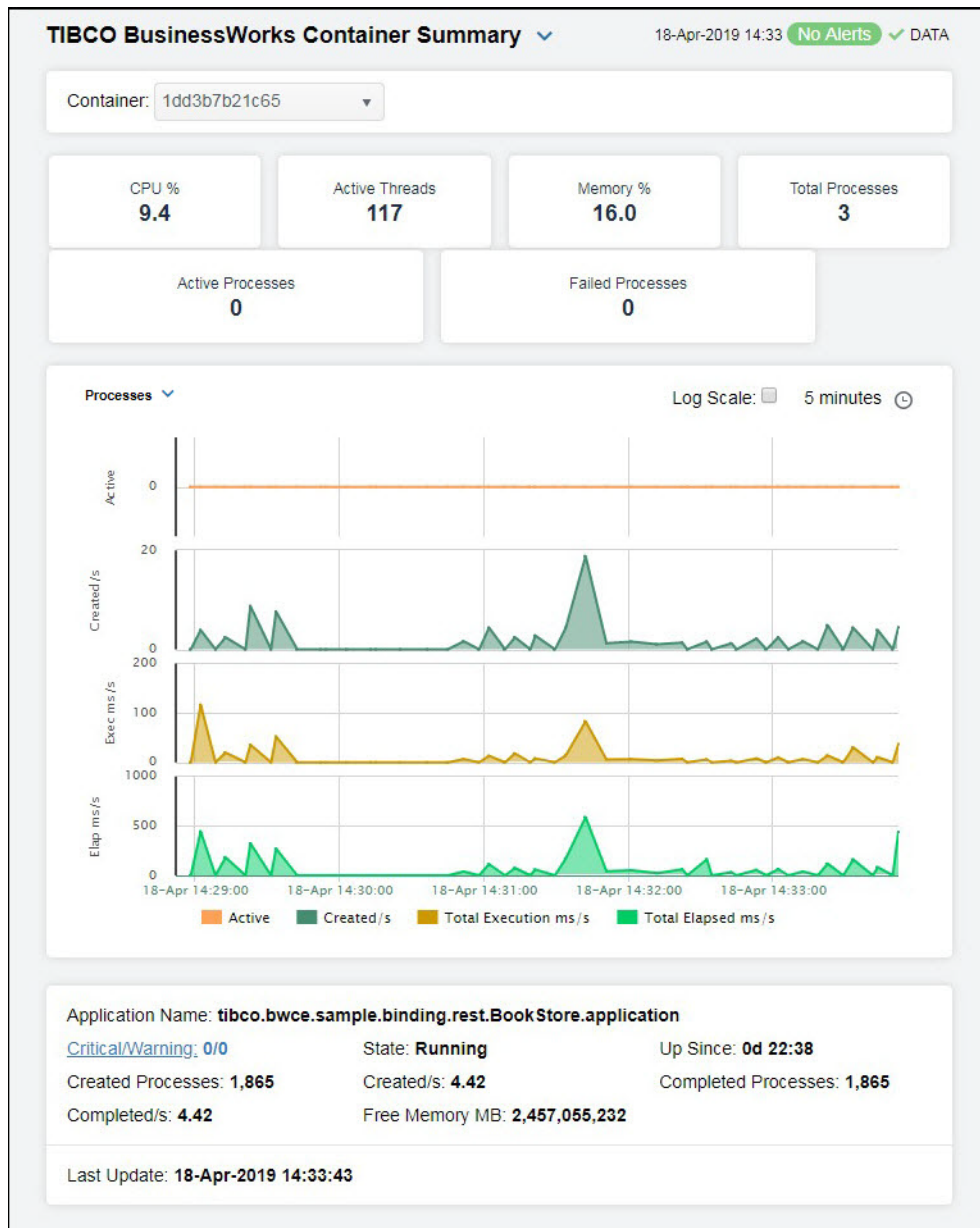 TIBCO BusinessWorks Container Summary 18-Apr-2019 14:33 No Alerts DATA
Container: 1dd3b7b21c65
CPU % Active Threads Memory % Total Processes
9.4 117 16.0 3
Active Processes Failed Processes
0 0
Processes Log Scale: 5 minutes
Active
0
20
Created/s
0
200
Exec ms/s
100
0
1000
Elap ms/s
500
0
18-Apr 14:29:00 18-Apr 14:30:00 18-Apr 14:31:00 18-Apr 14:32:00 18-Apr 14:33:00
Active Created/s Total Execution ms/s Total Elapsed ms/s
Application Name: tibco.bwce.sample.binding.rest.BookStore.application
Critical/Warning: 0/0 State: Running Up Since: 0d 22:38
Created Processes: 1,865 Created/s: 4.42 Completed Processes: 1,865
Completed/s: 4.42 Free Memory MB: 2,457,055,232
Last Update: 18-Apr-2019 14:33:43